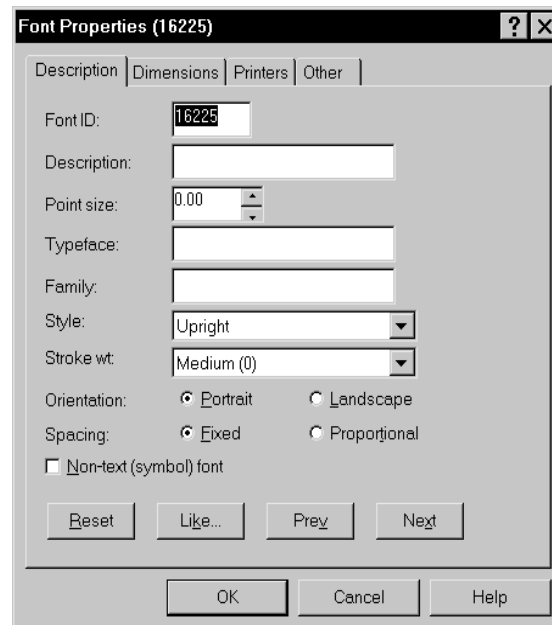 Font Properties (16225) ? X
Description Dimensions Printers Other
Font ID: 16225
Description:
Point size: 0.00
Typeface:
Family:
Style: Upright
Stroke wt: Medium (0)
Orientation: Portrait Landscape
Spacing: Fixed Proportional
Non-text (symbol) font
Reset Like... Prev Next
OK Cancel Help